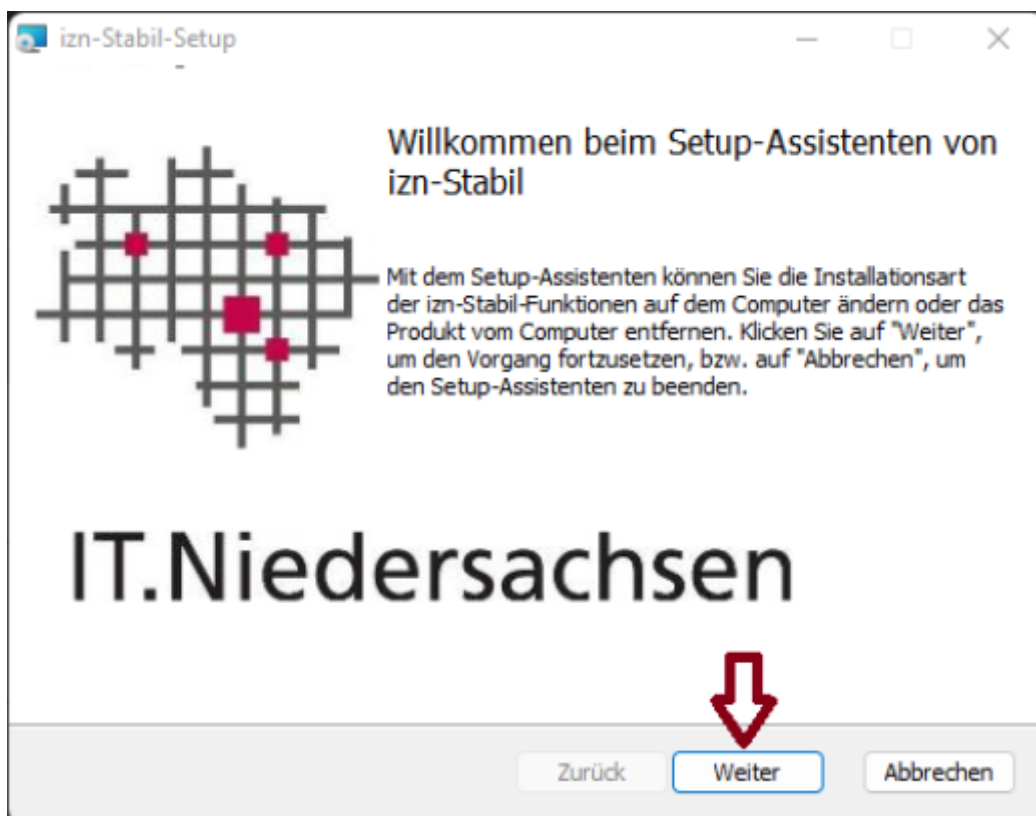 izn-Stabil-Setup
Willkommen beim Setup-Assistenten von
izn-Stabil
Mit dem Setup-Assistenten können Sie die Installationsart
der izn-Stabil-Funktionen auf dem Computer ändern oder das
Produkt vom Computer entfernen. Klicken Sie auf "Weiter",
um den Vorgang fortzusetzen, bzw. auf "Abbrechen", um
den Setup-Assistenten zu beenden.
IT.Niedersachsen
Zurück Weiter Abbrechen